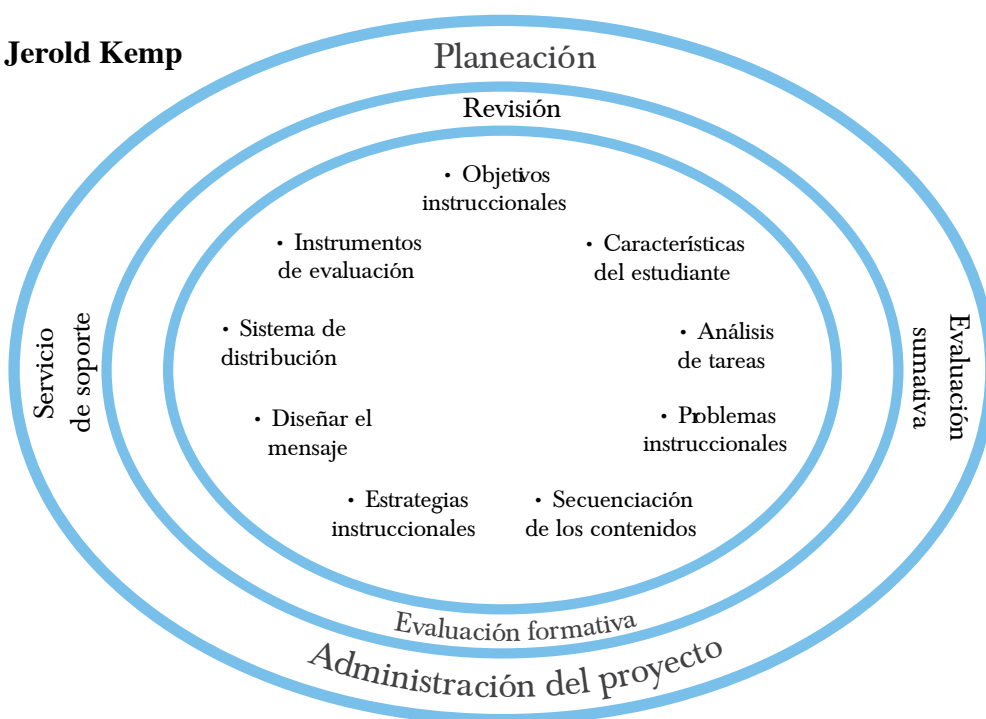 Jerold Kemp
Planeación
Revisión
• Objetivos
instruccionales
• Instrumentos
de evaluación
• Características
del estudiante
• Sistema de
distribución
• Análisis
de tareas
• Diseñar el
mensaje
• Problemas
instruccionales
• Estrategias
instruccionales
• Secuenciación
de los contenidos
Servicio
de soporte
Evaluación
sumativa
Evaluación formativa
Administración del proyecto